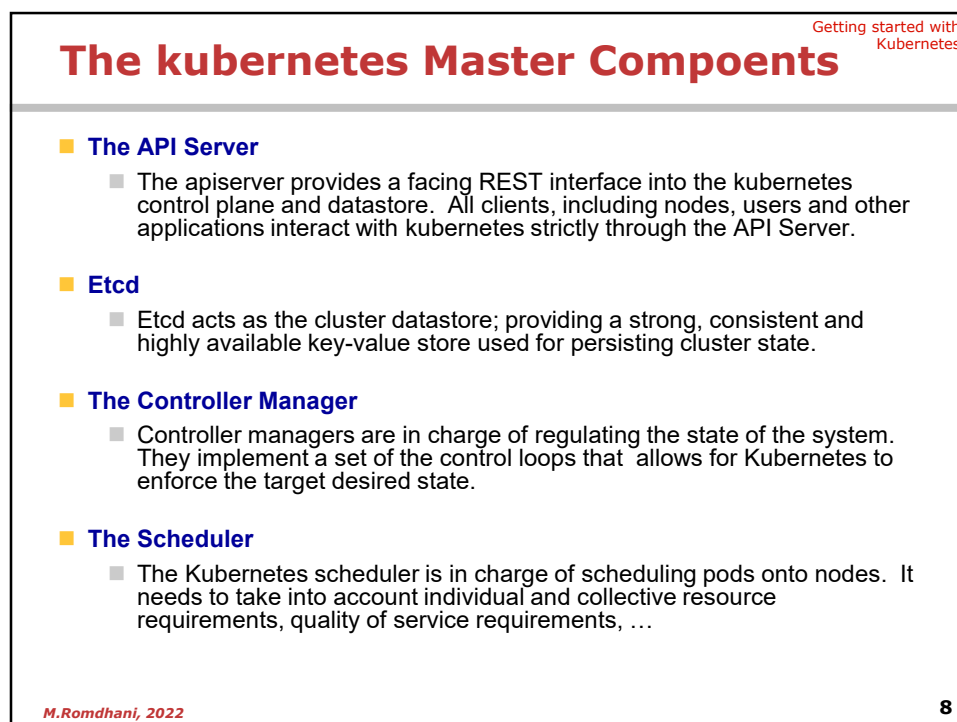 Getting started with
Kubernetes
The kubernetes Master Compoents
The API Server
The apiserver provides a facing REST interface into the kubernetes
control plane and datastore.  All clients, including nodes, users and other
applications interact with kubernetes strictly through the API Server.
Etcd
Etcd acts as the cluster datastore; providing a strong, consistent and
highly available key-value store used for persisting cluster state.
The Controller Manager
Controller managers are in charge of regulating the state of the system.
They implement a set of the control loops that  allows for Kubernetes to
enforce the target desired state.
The Scheduler
The Kubernetes scheduler is in charge of scheduling pods onto nodes.  It
needs to take into account individual and collective resource
requirements, quality of service requirements, …
M.Romdhani, 2022
8